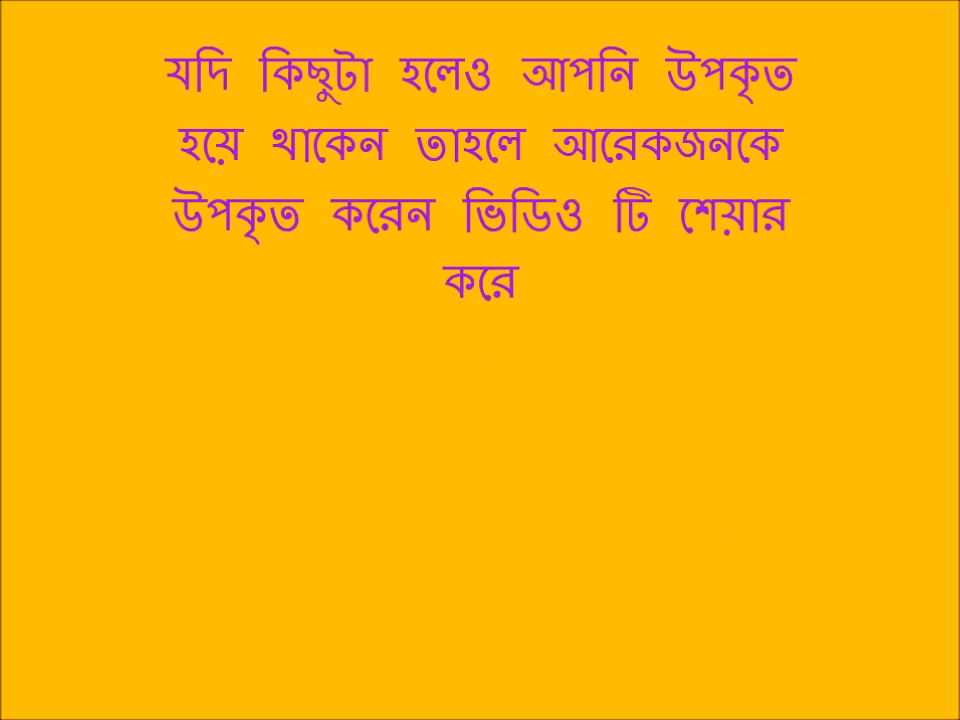 যদি কিছুটা হলেও আপনি উপকৃত
হয়ে থাকেন তাহলে আরেকজনকে
উপকৃত করেন ভিডিও টি শেয়ার
করে